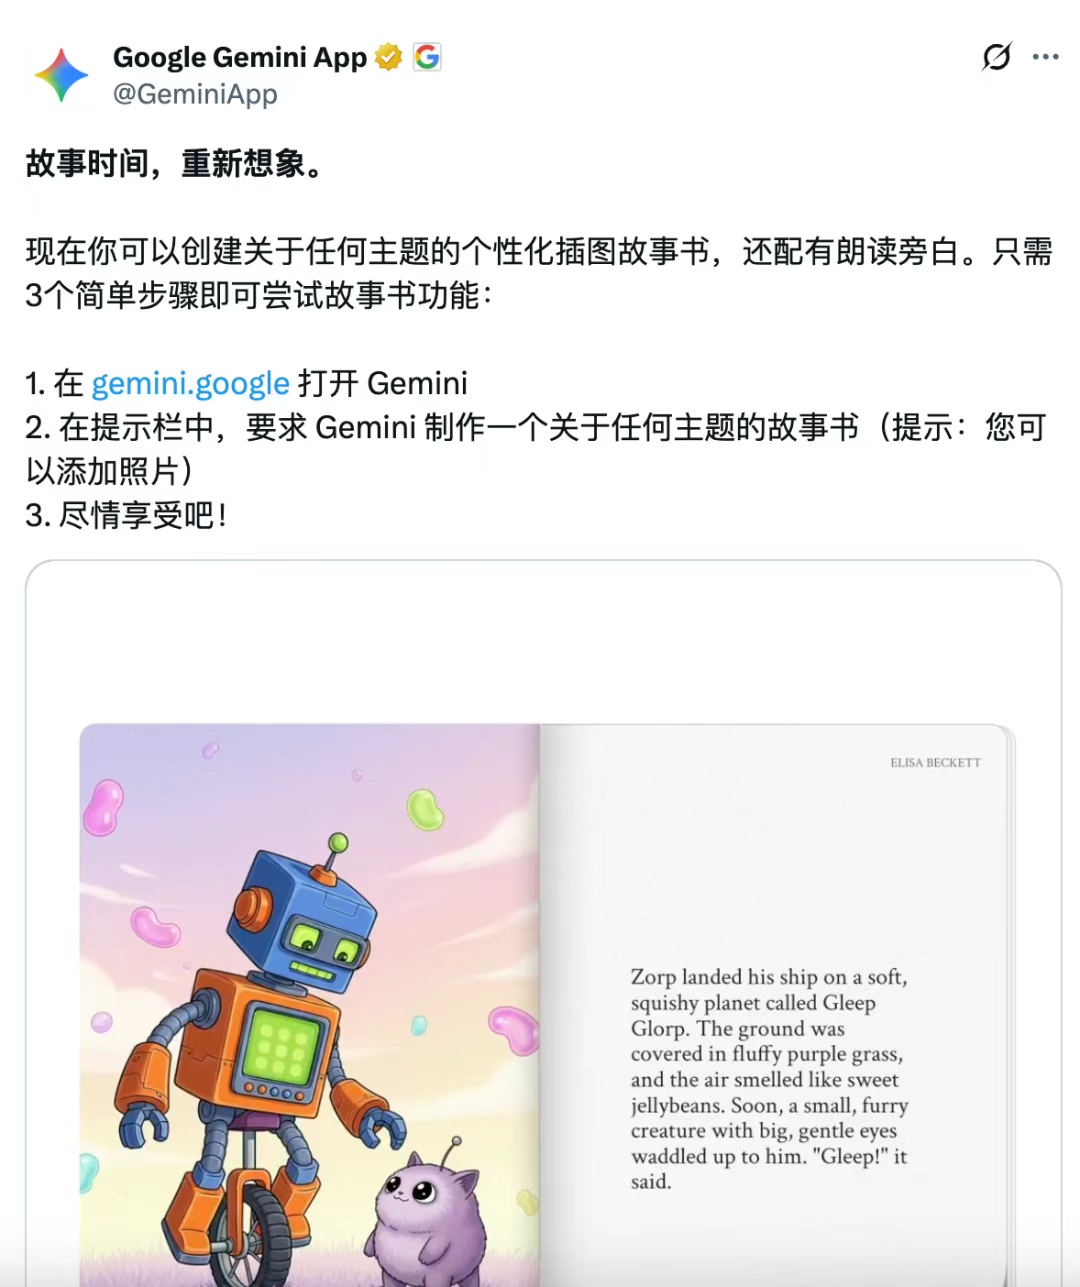 Google Gemini App
@GeminiApp
故事时间，重新想象。
现在你可以创建关于任何主题的个性化插图故事书，还配有朗读旁白。只需
3个简单步骤即可尝试故事书功能：
1. 在 gemini.google 打开 Gemini
2. 在提示栏中，要求 Gemini 制作一个关于任何主题的故事书（提示：您可
以添加照片）
3. 尽情享受吧！
ELISA BECKETT
Zorp landed his ship on a soft,
squishy planet called Gleep
Glorp. The ground was
covered in fluffy purple grass,
and the air smelled like sweet
jellybeans. Soon, a small, furry
creature with big, gentle eyes
waddled up to him. "Gleep!" it
said.